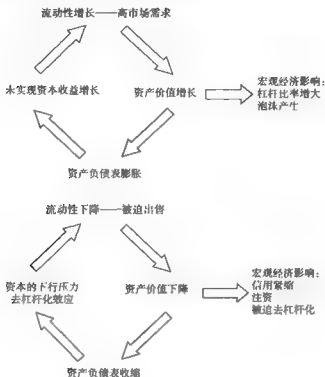 流动性增长——高市场需求
未实现资本收益增长
资产价值增长
宏观经济影响:
杠杆比率增大
泡沫产生
资产负债表膨胀
流动性下降——被迫出售
资本的下行压力
去杠杆化效应
资产价值下降
宏观经济影响:
信用紧缩
注资
被迫去杠杆化
资产负债表收缩